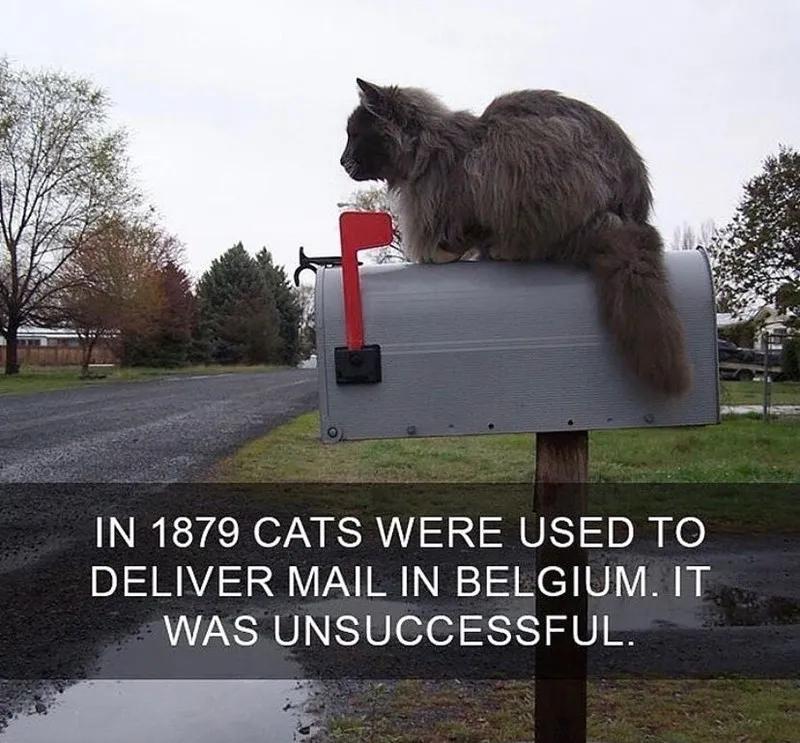 IN 1879 CATS WERE USED TO
DELIVER MAIL IN BELGIUM. IT
WAS UNSUCCESSFUL.